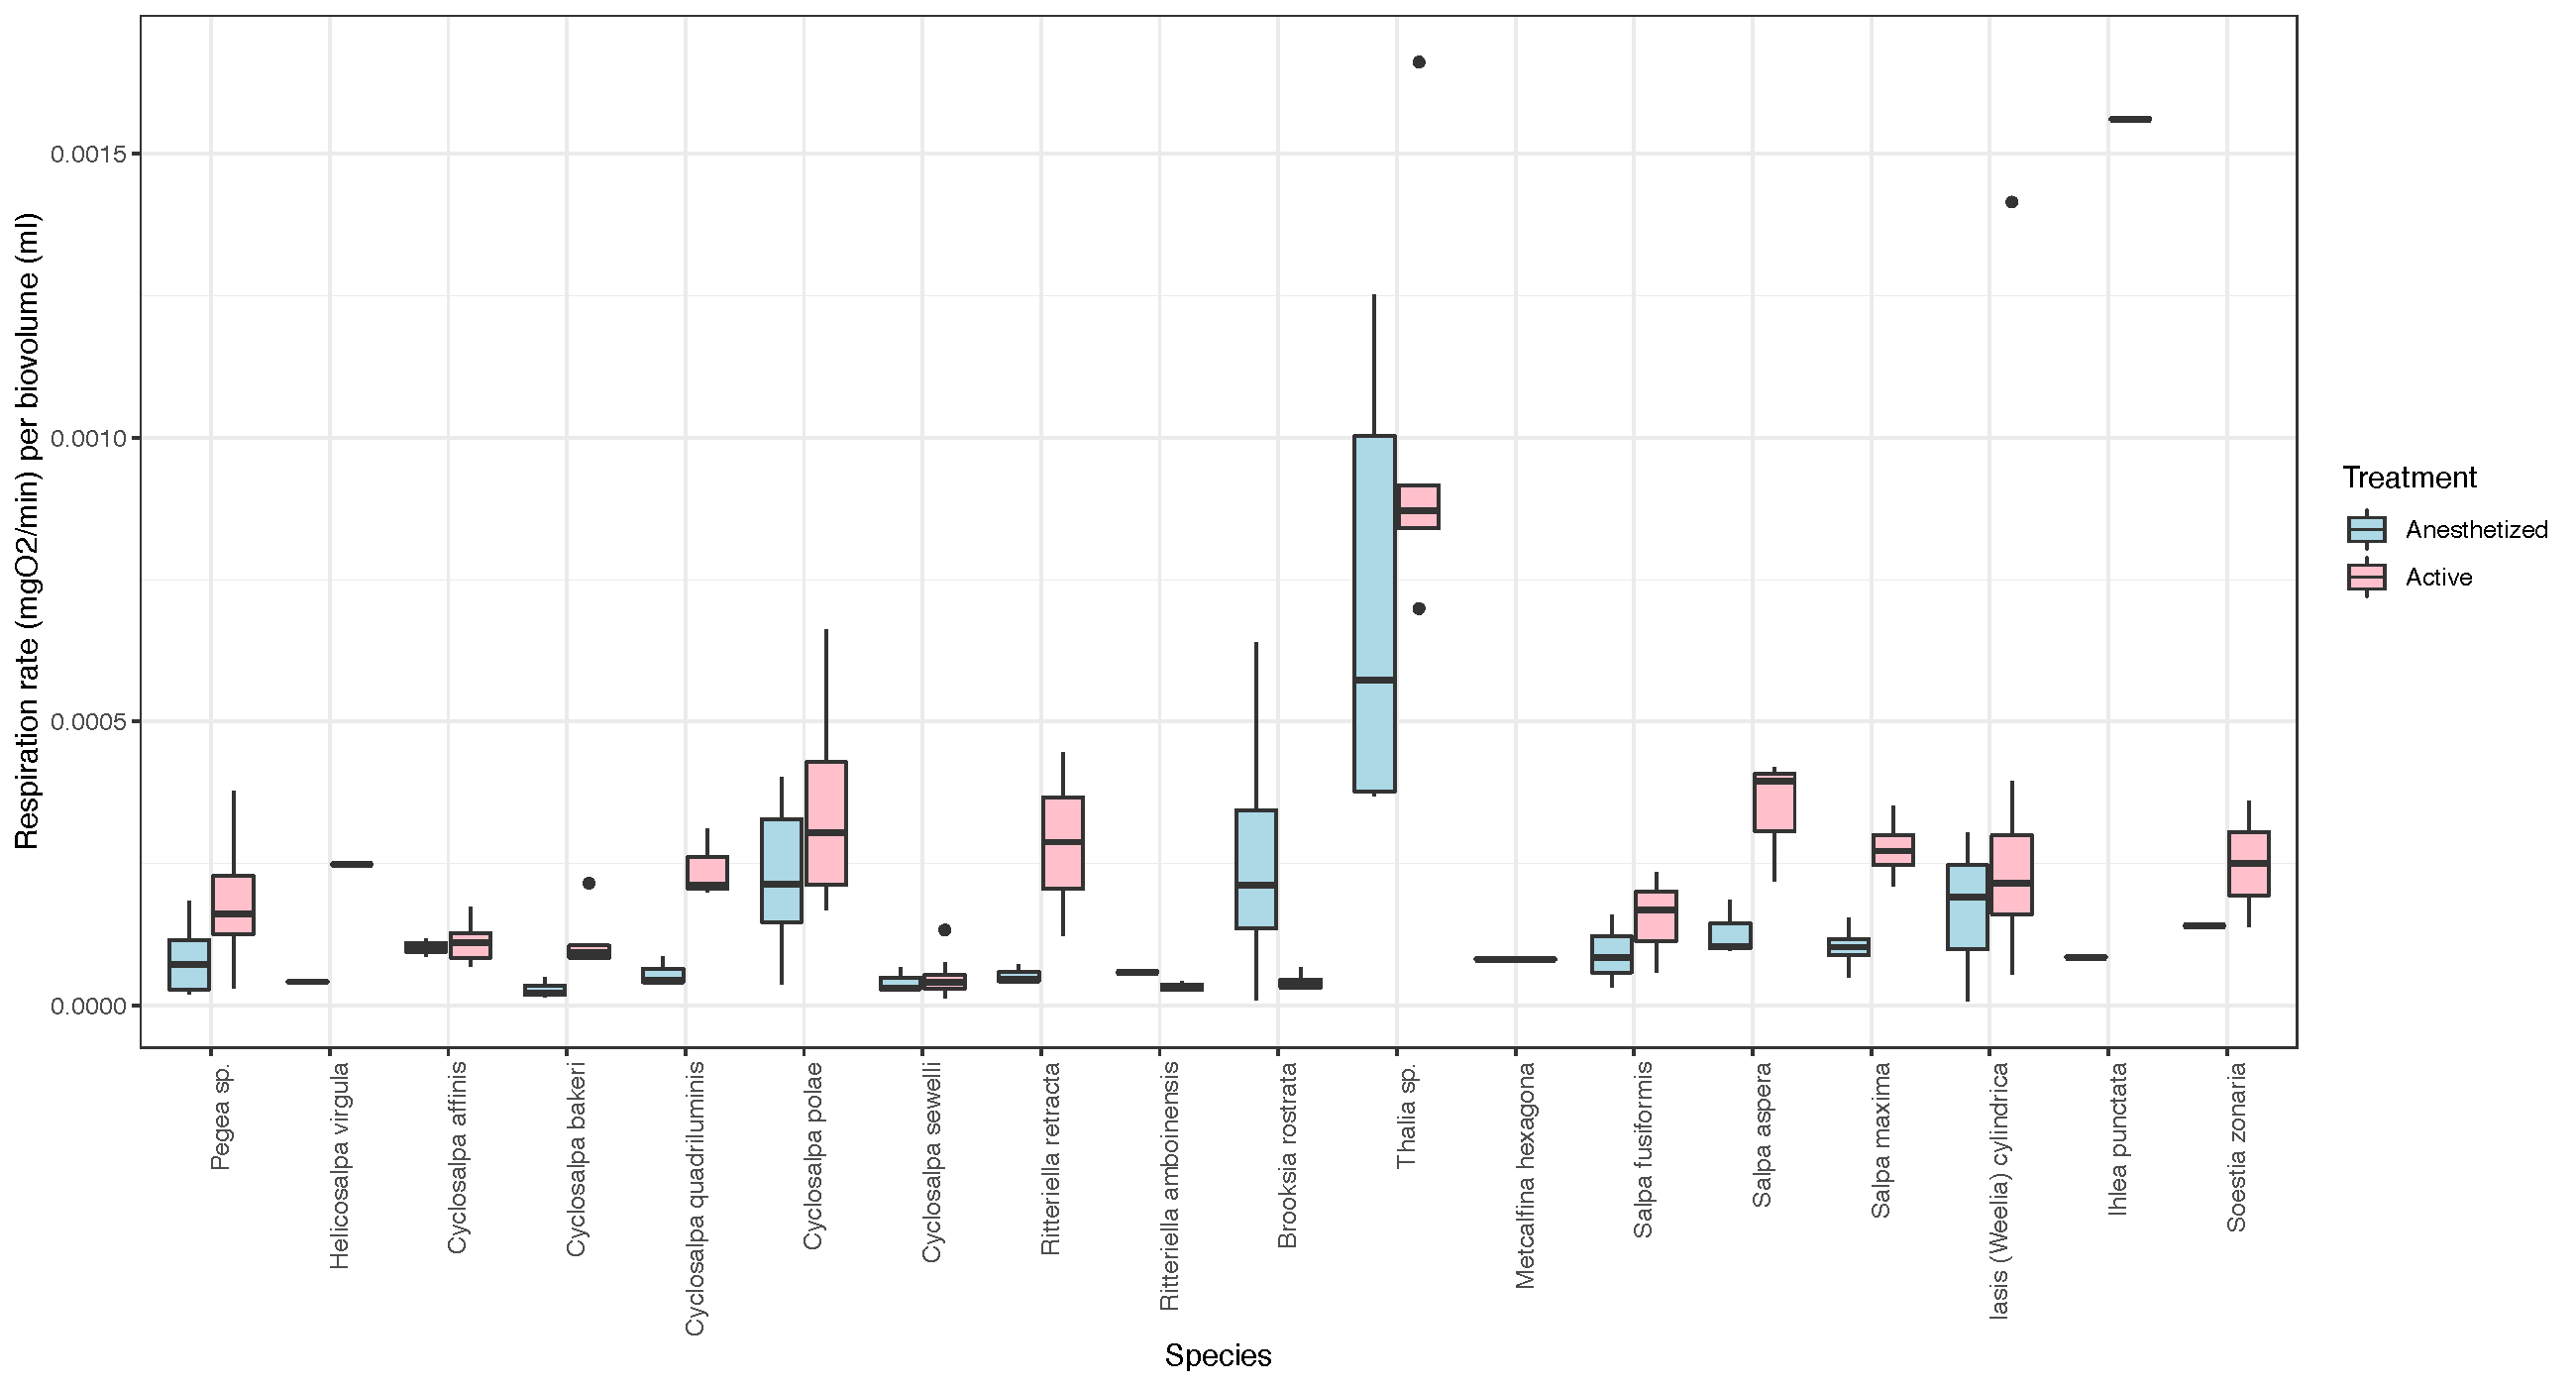 Respiration rate (mgO2/min) per biovolume (ml)
0.0015
0.0010
0.0005
0.0000
Pegea sp.
Helicosalpa virgula
Cyclosalpa affinis
Cyclosalpa bakeri
Cyclosalpa quadriluminis
Cyclosalpa polae
Cyclosalpa sewelli
Ritteriella retracta
Ritteriella amboinensis
Brooksia rostrata
Thalia sp.
Metcalfina hexagona
Salpa fusiformis
Salpa aspera
Salpa maxima
Iasis (Weelia) cylindrica
Ihlea punctata
Soestia zonaria
Species
Treatment
Anesthetized
Active